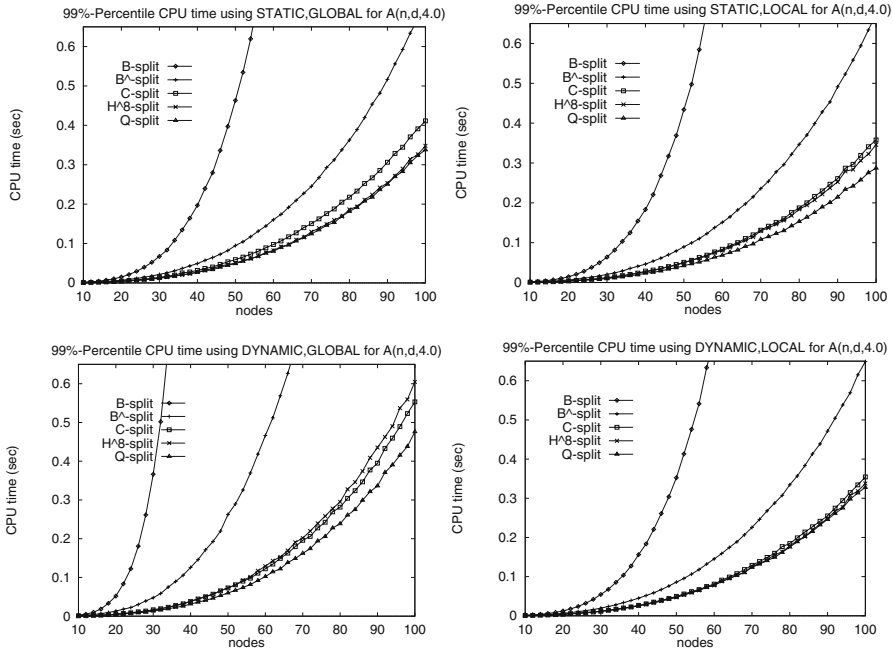 99%-Percentile CPU time using STATIC,GLOBAL for A(n,d,4.0)
CPU time (sec)
0.6
0.5
0.4
0.3
0.2
0.1
0
B-split
B^-split
C-split
H^8-split
Q-split
10 20 30 40 50 60 70 80 90 100
nodes
99%-Percentile CPU time using STATIC,LOCAL for A(n,d,4.0)
CPU time (sec)
0.6
0.5
0.4
0.3
0.2
0.1
0
B-split
B^-split
C-split
H^8-split
Q-split
10 20 30 40 50 60 70 80 90 100
nodes
99%-Percentile CPU time using DYNAMIC,GLOBAL for A(n,d,4.0)
CPU time (sec)
0.6
0.5
0.4
0.3
0.2
0.1
0
B-split
B^-split
C-split
H^8-split
Q-split
10 20 30 40 50 60 70 80 90 100
nodes
99%-Percentile CPU time using DYNAMIC,LOCAL for A(n,d,4.0)
CPU time (sec)
0.6
0.5
0.4
0.3
0.2
0.1
0
B-split
B^-split
C-split
H^8-split
Q-split
10 20 30 40 50 60 70 80 90 100
nodes